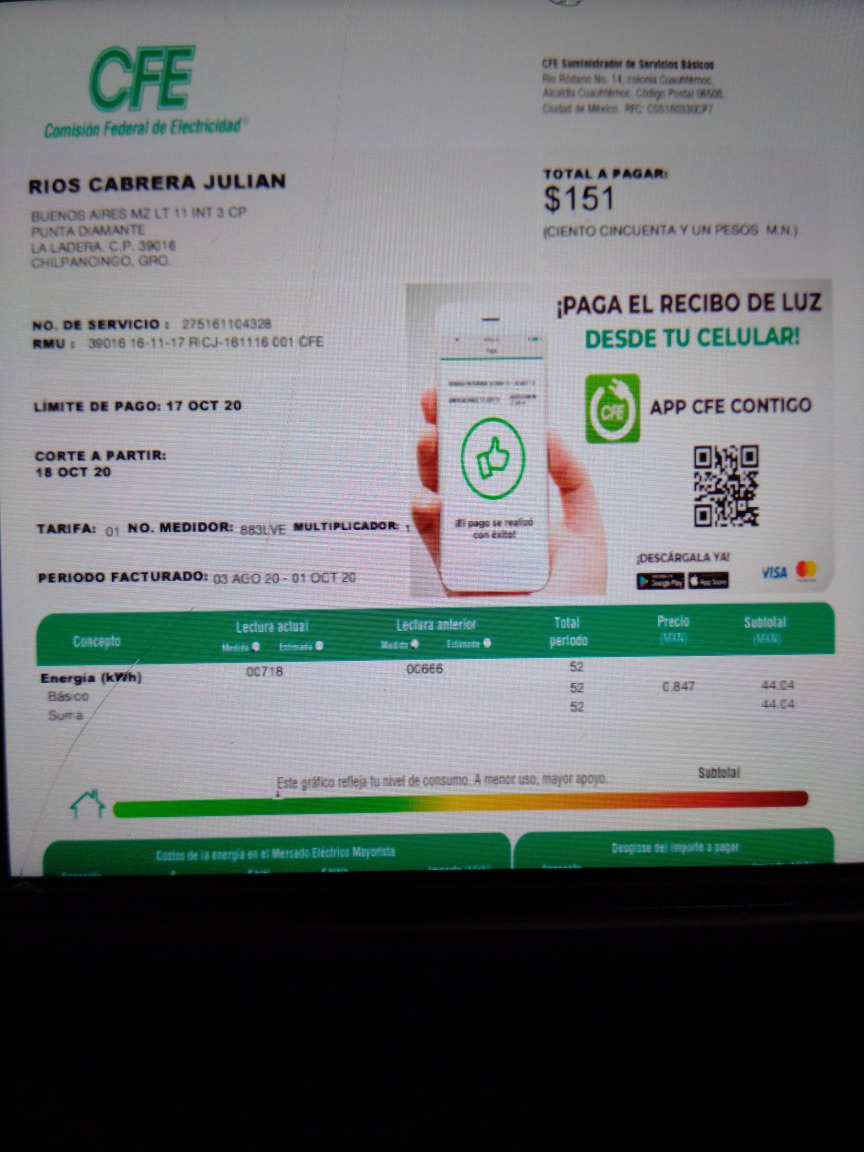 CFE
Comisión Federal de Electricidad®
CFE Suministrador de Servicios Básicos
Río Ródano No. 14, colonia Cuauhtémoc,
Alcaldía Cuauhtémoc, Código Postal 06500,
Ciudad de México. RFC: CSS160330CP7
RIOS CABRERA JULIAN
BUENOS AIRES MZ LT 11 INT 3 CP
PUNTA DIAMANTE
LA LADERA, C.P. 39016
CHILPANCINGO, GRO.
TOTAL A PAGAR:
$151
(CIENTO CINCUENTA Y UN PESOS M.N.)
NO. DE SERVICIO : 275161104328
RMU : 39016 16-11-17 RICJ-161116 001 CFE
LÍMITE DE PAGO: 17 OCT 20
CORTE A PARTIR:
18 OCT 20
TARIFA: 01 NO. MEDIDOR: 883LVE MULTIPLICADOR: 1
PERIODO FACTURADO: 03 AGO 20 - 01 OCT 20
¡PAGA EL RECIBO DE LUZ
DESDE TU CELULAR!
CFE
APP CFE CONTIGO
¡El pago se realizó
con éxito!
¡DESCÁRGALA YA!
Google Play
App Store
VISA
Concepto
Lectura actual
Medida Estimada
Lectura anterior
Medida Estimada
Total
periodo
Precio
(MXN)
Subtotal
(MXN)
Energía (kWh) 00718 00666 52
Básico 52 0.847 44.04
Suma 52 44.04
Este gráfico refleja tu nivel de consumo. A menor uso, mayor apoyo.
Subtotal
Costos de la energía en el Mercado Eléctrico Mayorista
Desglose del importe a pagar